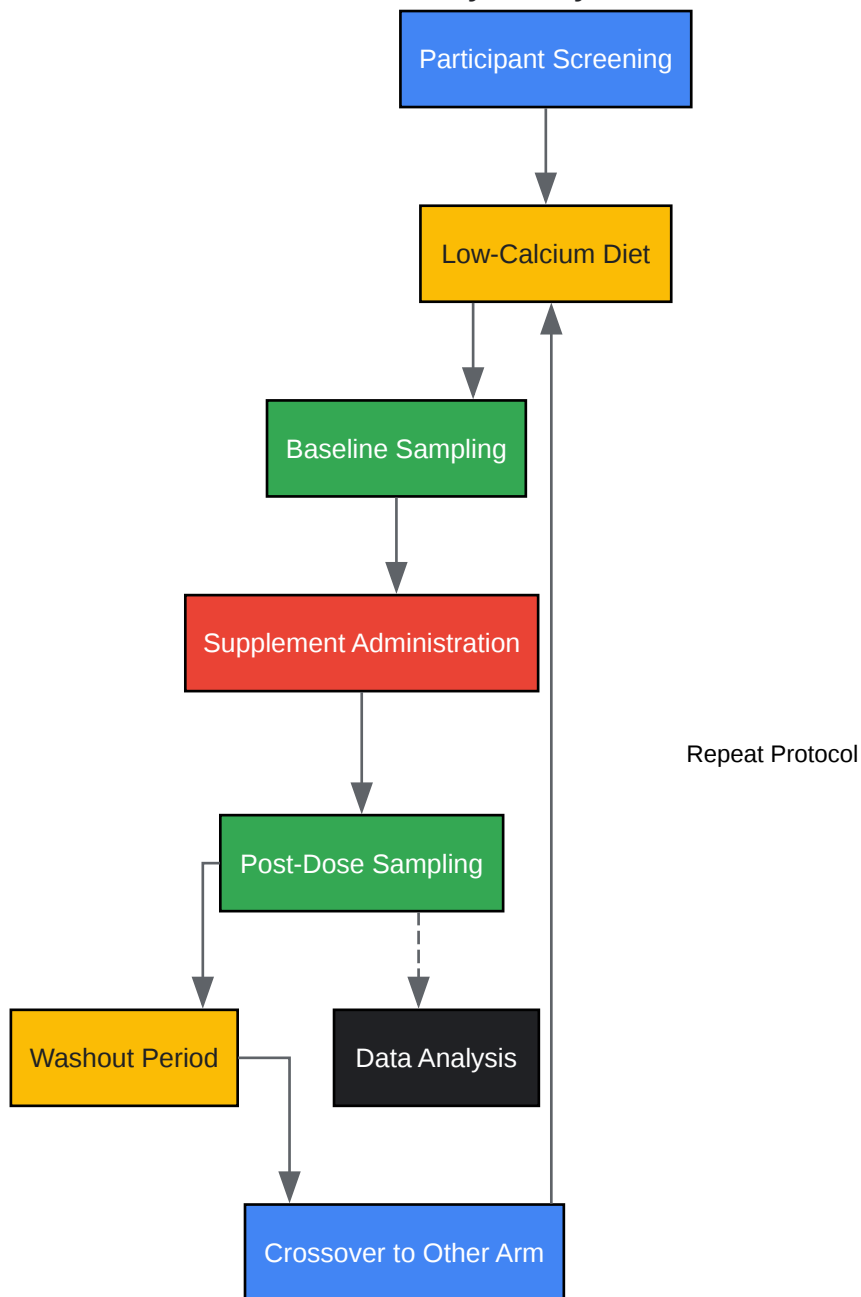 Participant Screening
Low-Calcium Diet
Baseline Sampling
Supplement Administration
Repeat Protocol
Post-Dose Sampling
Washout Period
Data Analysis
Crossover to Other Arm